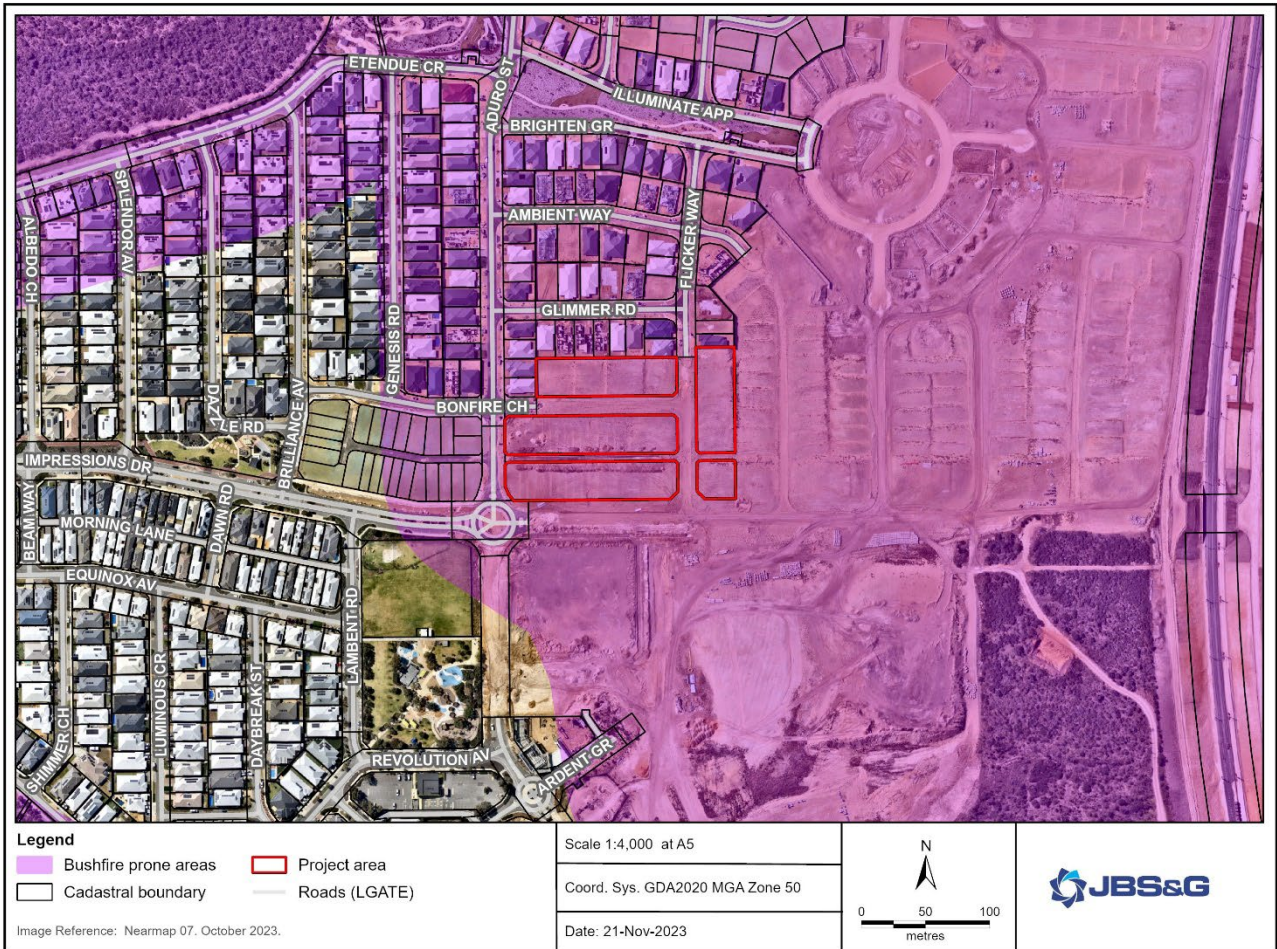 ETENDUE CR
ADURO ST
ILLUMINATE APP
BRIGHTEN GR
SPLENDOR AV
ALBEDO CH
AMBIENT WAY
FLICKER WAY
GENESIS RD
GLIMMER RD
DAZZLE RD
BRILLIANCE AV
BONFIRE CH
IMPRESSIONS DR
BEAM WAY
MORNING LANE
DAWN RD
EQUINOX AV
LAMBENT RD
SHIMMER CH
LUMINOUS CR
DAYBREAK ST
REVOLUTION AV
ARDENT GR
Legend
Bushfire prone areas
Project area
Cadastral boundary
Roads (LGATE)
Image Reference: Nearmap 07. October 2023.
Scale 1:4,000 at A5
Coord. Sys. GDA2020 MGA Zone 50
Date: 21-Nov-2023
N
0 50 100
metres
JBS&G